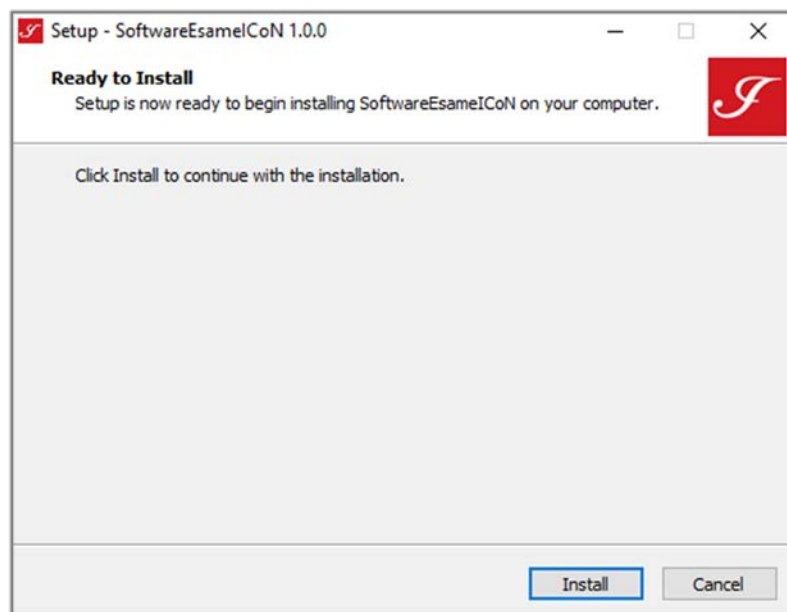 Setup - SoftwareEsameICoN 1.0.0
Ready to Install
Setup is now ready to begin installing SoftwareEsameICoN on your computer.
Click Install to continue with the installation.
Install
Cancel